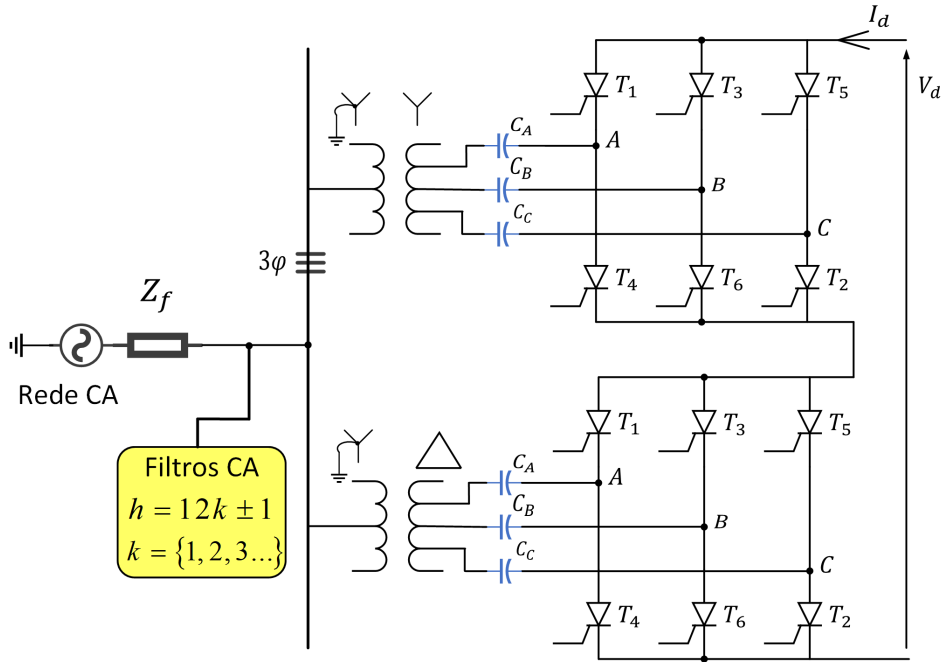 I_d
T_1
T_3
T_5
V_d
C_A
A
C_B
B
C_C
C
3φ
T_4
T_6
T_2
Z_f
Rede CA
T_1
T_3
T_5
Filtros CA
h = 12k ± 1
k = {1, 2, 3...}
C_A
A
C_B
B
C_C
C
T_4
T_6
T_2